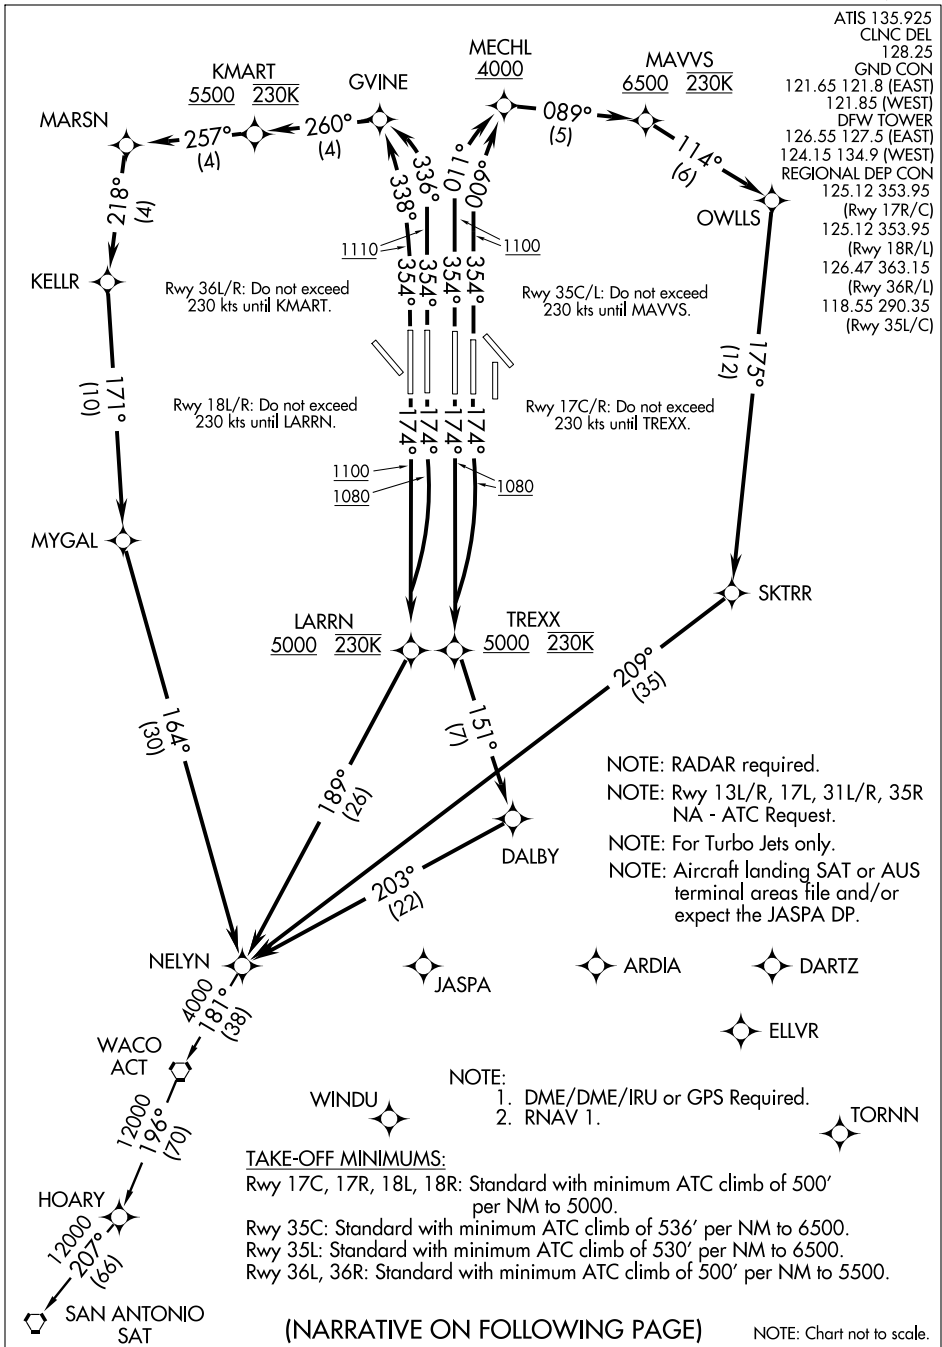 ATIS 135.925
CLNC DEL
128.25
GND CON
121.65 121.8 (EAST)
121.85 (WEST)
DFW TOWER
126.55 127.5 (EAST)
124.15 134.9 (WEST)
REGIONAL DEP CON
125.12 353.95
(Rwy 17R/C)
125.12 353.95
(Rwy 18R/L)
126.47 363.15
(Rwy 36R/L)
118.55 290.35
(Rwy 35L/C)
MECHL
4000
MAVVS
6500 230K
KMART
5500 230K
GVINE
MARSN
257°
(4)
260°
(4)
089°
(5)
114°
(6)
OWLLS
218°
(4)
338°
336°
011°
009°
1110
1100
354°
354°
354°
354°
KELLR
Rwy 36L/R: Do not exceed
230 kts until KMART.
Rwy 35C/L: Do not exceed
230 kts until MAVVS.
175°
(12)
171°
(10)
Rwy 18L/R: Do not exceed
230 kts until LARRN.
Rwy 17C/R: Do not exceed
230 kts until TREXX.
174°
174°
174°
174°
1100
1080
1080
MYGAL
SKTRR
LARRN
5000 230K
TREXX
5000 230K
209°
(35)
164°
(30)
151°
(7)
189°
(26)
NOTE: RADAR required.
NOTE: Rwy 13L/R, 17L, 31L/R, 35R
NA - ATC Request.
NOTE: For Turbo Jets only.
NOTE: Aircraft landing SAT or AUS
terminal areas file and/or
expect the JASPA DP.
DALBY
203°
(22)
NELYN
JASPA
ARDIA
DARTZ
4000
181°
(38)
ELLVR
WACO
ACT
NOTE:
1. DME/DME/IRU or GPS Required.
2. RNAV 1.
WINDU
TORNN
12000
196°
(70)
TAKE-OFF MINIMUMS:
Rwy 17C, 17R, 18L, 18R: Standard with minimum ATC climb of 500'
per NM to 5000.
Rwy 35C: Standard with minimum ATC climb of 536' per NM to 6500.
Rwy 35L: Standard with minimum ATC climb of 530' per NM to 6500.
Rwy 36L, 36R: Standard with minimum ATC climb of 500' per NM to 5500.
HOARY
12000
207°
(66)
SAN ANTONIO
SAT
(NARRATIVE ON FOLLOWING PAGE)
NOTE: Chart not to scale.